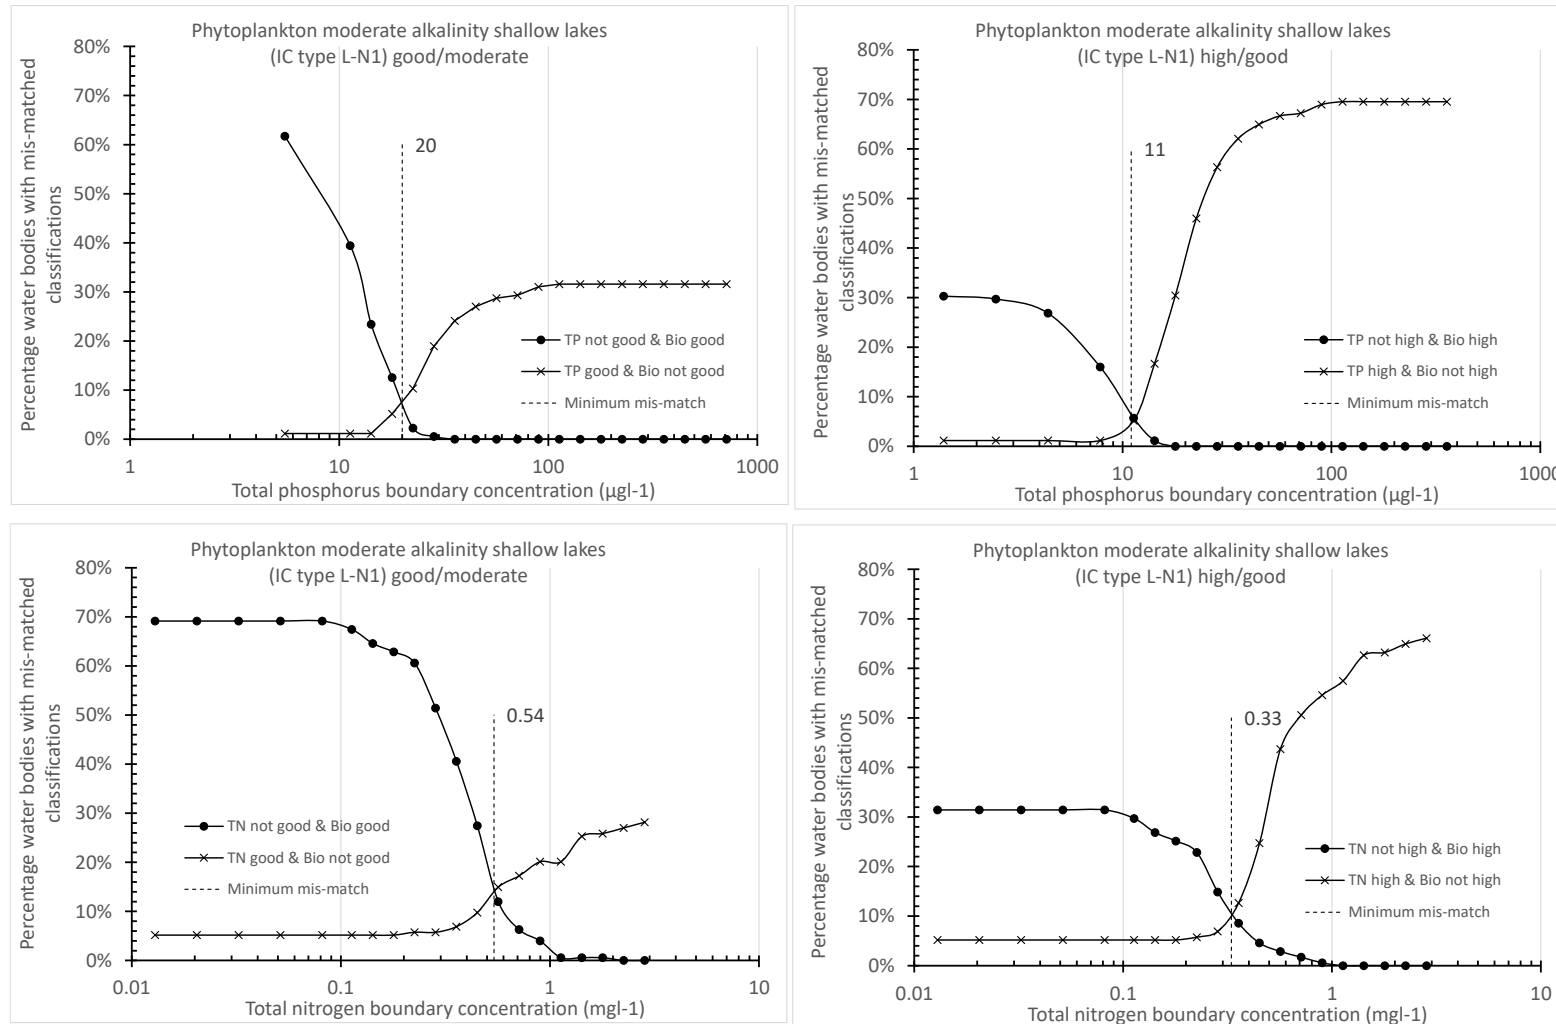 Phytoplankton moderate alkalinity shallow lakes
(IC type L-N1) good/moderate
Percentage water bodies with mis-matched
classifications
80%
70%
60%
50%
40%
30%
20%
10%
0%
20
TP not good & Bio good
TP good & Bio not good
Minimum mis-match
1
10
100
1000
Total phosphorus boundary concentration (µgl-1)
Phytoplankton moderate alkalinity shallow lakes
(IC type L-N1) high/good
Percentage water bodies with mis-matched
classifications
80%
70%
60%
50%
40%
30%
20%
10%
0%
11
TP not high & Bio high
TP high & Bio not high
Minimum mis-match
1
10
100
1000
Total phosphorus boundary concentration (µgl-1)
Phytoplankton moderate alkalinity shallow lakes
(IC type L-N1) good/moderate
Percentage water bodies with mis-matched
classifications
80%
70%
60%
50%
40%
30%
20%
10%
0%
0.54
TN not good & Bio good
TN good & Bio not good
Minimum mis-match
0.01
0.1
1
10
Total nitrogen boundary concentration (mgl-1)
Phytoplankton moderate alkalinity shallow lakes
(IC type L-N1) high/good
Percentage water bodies with mis-matched
classifications
80%
70%
60%
50%
40%
30%
20%
10%
0%
0.33
TN not high & Bio high
TN high & Bio not high
Minimum mis-match
0.01
0.1
1
10
Total nitrogen boundary concentration (mgl-1)